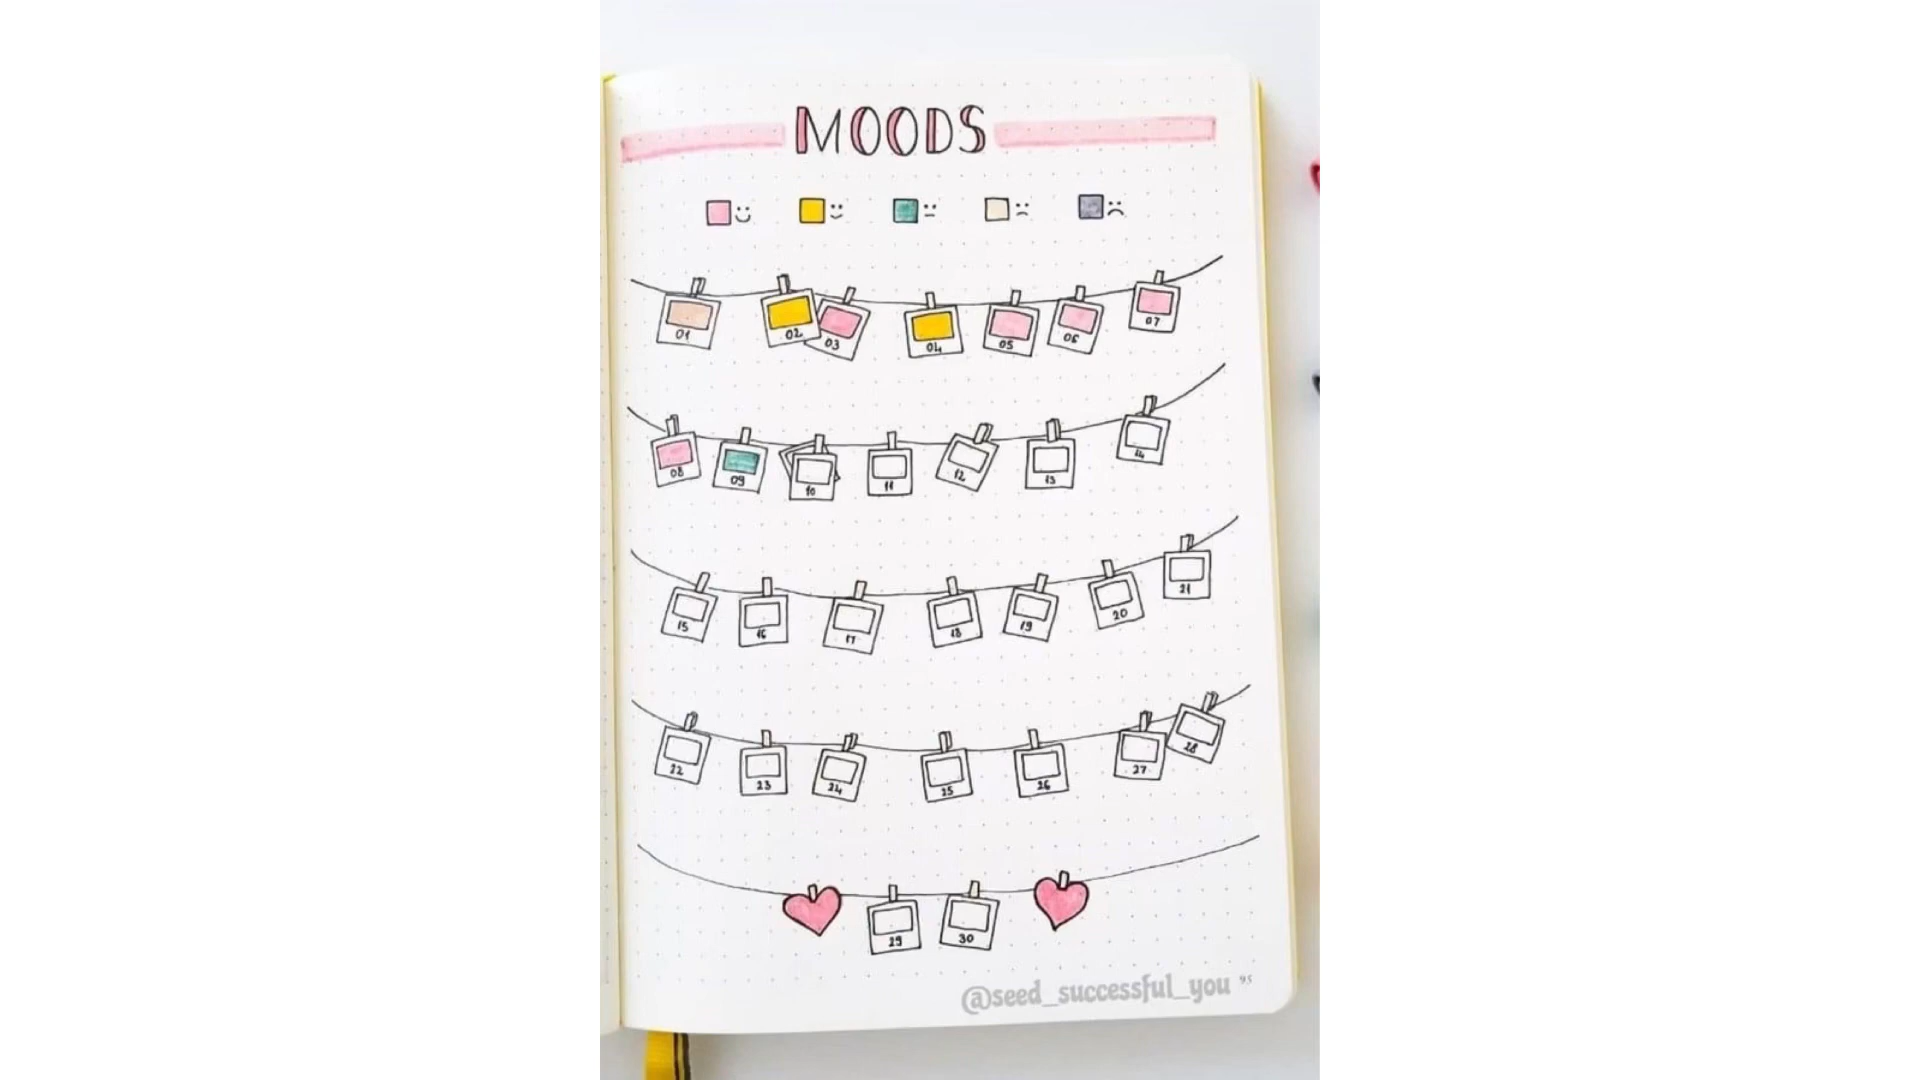 MOODS
01 02 03 04 05 06 07
08 09 10 11 12 13 14
15 16 17 18 19 20 21
22 23 24 25 26 27 28
29 30
@seed_successful_you 95